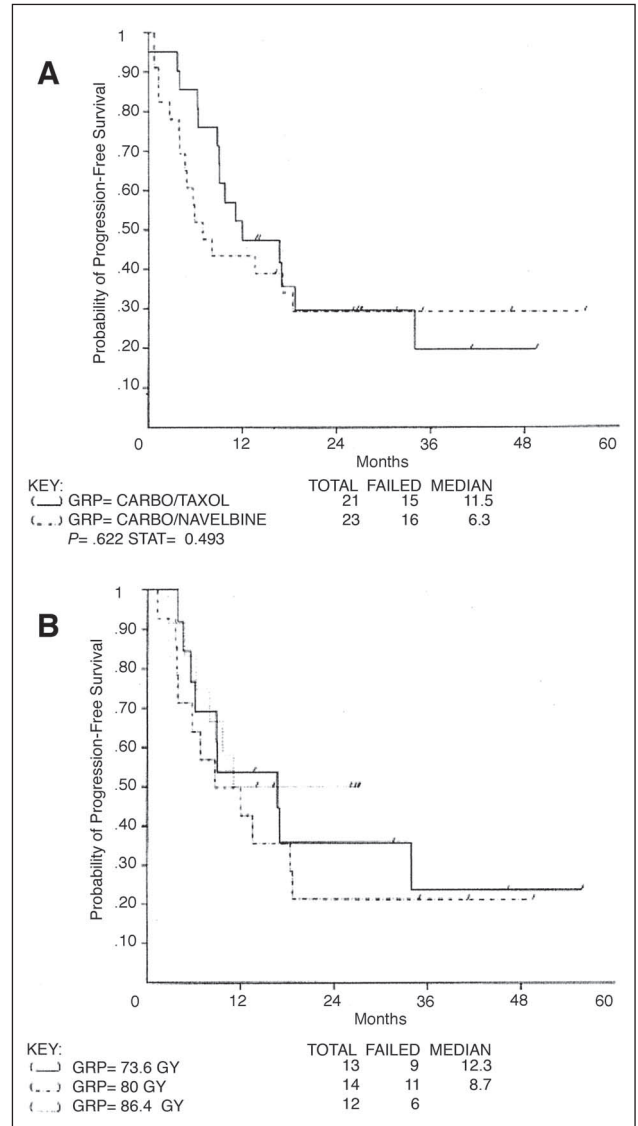 A
Probability of Progression-Free Survival
1
.90
.80
.70
.60
.50
.40
.30
.20
.10
0 12 24 36 48 60
Months
KEY: TOTAL FAILED MEDIAN
GRP= CARBO/TAXOL 21 15 11.5
GRP= CARBO/NAVELBINE 23 16 6.3
P= .622 STAT= 0.493
B
Probability of Progression-Free Survival
1
.90
.80
.70
.60
.50
.40
.30
.20
.10
0 12 24 36 48 60
Months
KEY: TOTAL FAILED MEDIAN
GRP= 73.6 GY 13 9 12.3
GRP= 80 GY 14 11 8.7
GRP= 86.4 GY 12 6